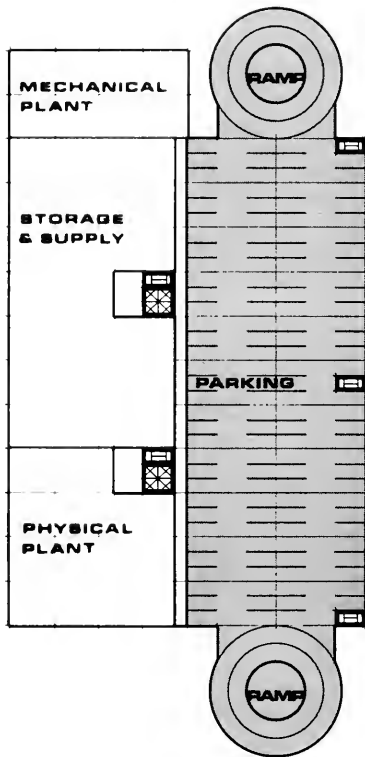 RAMP
MECHANICAL
PLANT
STORAGE
& SUPPLY
PARKING
PHYSICAL
PLANT
RAMP